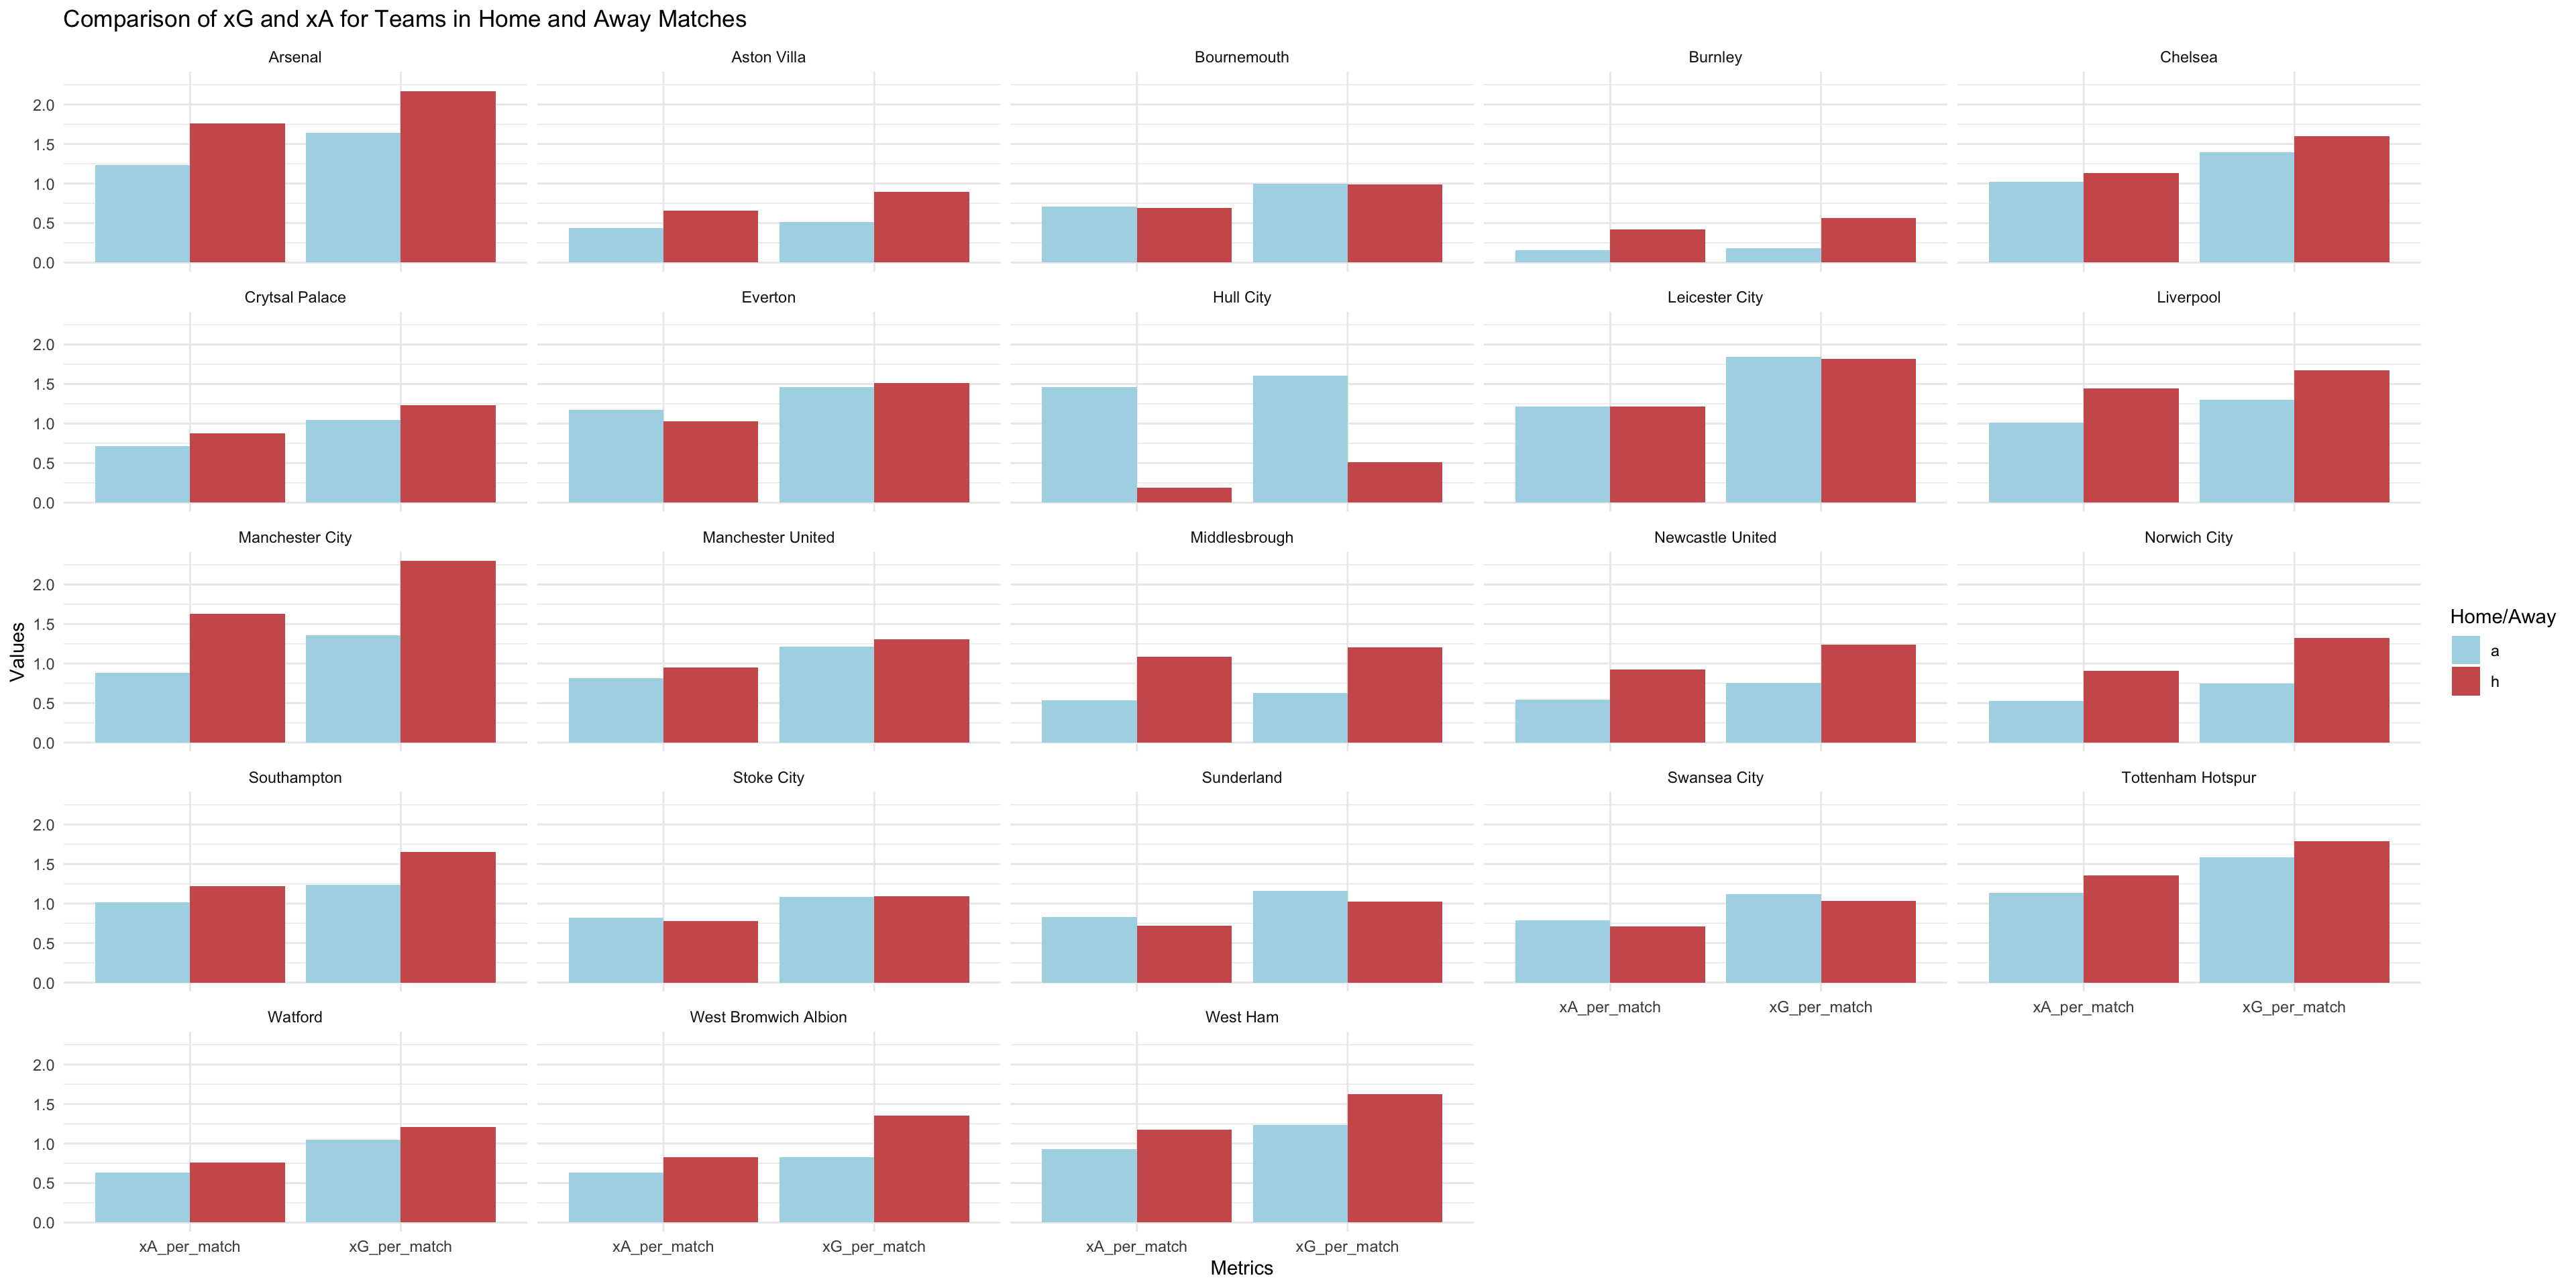 Comparison of xG and xA for Teams in Home and Away Matches
Arsenal
Aston Villa
Bournemouth
Burnley
Chelsea
2.0
1.5
1.0
0.5
0.0
Crytsal Palace
Everton
Hull City
Leicester City
Liverpool
2.0
1.5
1.0
0.5
0.0
Manchester City
Manchester United
Middlesbrough
Newcastle United
Norwich City
2.0
1.5
1.0
0.5
0.0
Values
Home/Away
a
h
Southampton
Stoke City
Sunderland
Swansea City
Tottenham Hotspur
2.0
1.5
1.0
0.5
0.0
xA_per_match
xG_per_match
xA_per_match
xG_per_match
Watford
West Bromwich Albion
West Ham
2.0
1.5
1.0
0.5
0.0
xA_per_match
xG_per_match
xA_per_match
xG_per_match
xA_per_match
xG_per_match
Metrics